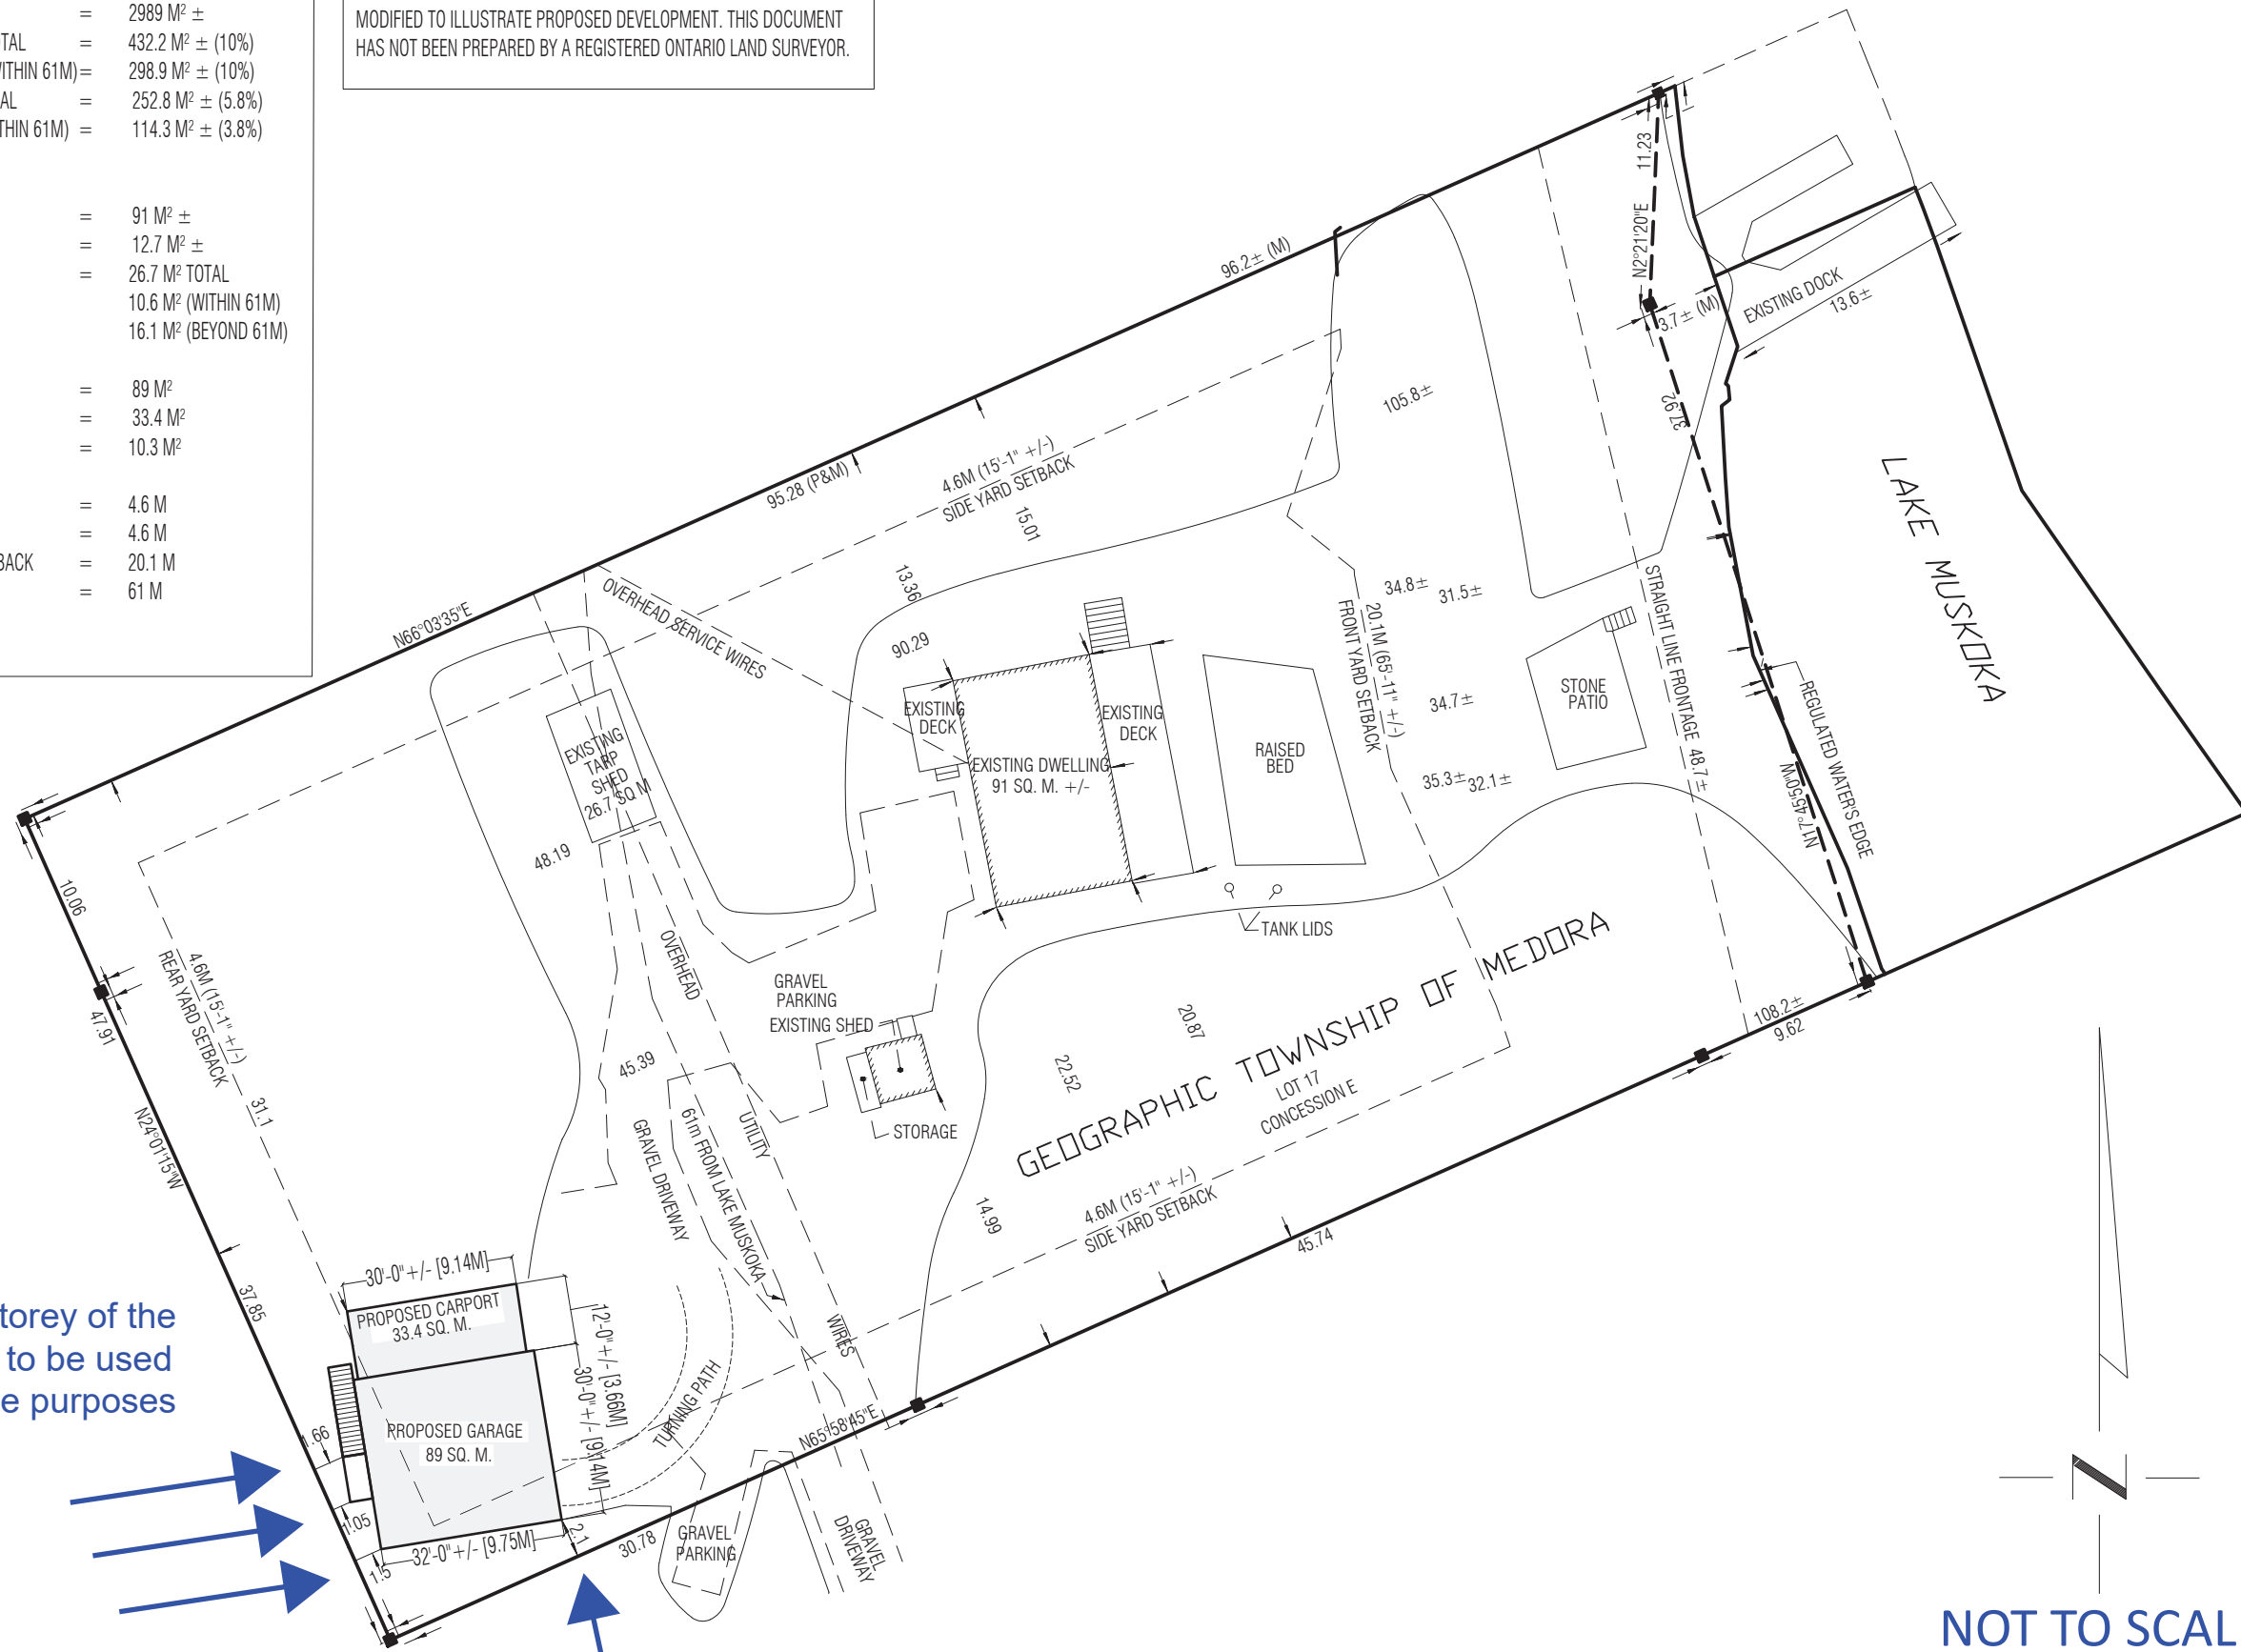 = 2989 M² ±
OTAL = 432.2 M² ± (10%)
WITHIN 61M) = 298.9 M² ± (10%)
AL = 252.8 M² ± (5.8%)
THIN 61M) = 114.3 M² ± (3.8%)
= 91 M² ±
= 12.7 M² ±
= 26.7 M² TOTAL
10.6 M² (WITHIN 61M)
16.1 M² (BEYOND 61M)
= 89 M²
= 33.4 M²
= 10.3 M²
= 4.6 M
= 4.6 M
BACK = 20.1 M
= 61 M
MODIFIED TO ILLUSTRATE PROPOSED DEVELOPMENT. THIS DOCUMENT
HAS NOT BEEN PREPARED BY A REGISTERED ONTARIO LAND SURVEYOR.
11.23
N2°21'20"E
3.7± (M)
EXISTING DOCK
13.6±
37.92
96.2± (M)
95.28 (P&M)
105.8±
4.6M (15'-1" +/-)
SIDE YARD SETBACK
15.01
13.36
90.29
N66°03'35"E
OVERHEAD SERVICE WIRES
LAKE MUSKOKA
34.8±
31.5±
20.1M (65'-11" +/-)
FRONT YARD SETBACK
34.7±
35.3±
32.1±
STRAIGHT LINE FRONTAGE 48.7±
STONE
PATIO
REGULATED WATER'S EDGE
N17°45'50"W
EXISTING
DECK
EXISTING
DECK
EXISTING DWELLING
91 SQ. M. +/-
RAISED
BED
TANK LIDS
EXISTING
TARP
SHED
26.7 SQ M
48.19
10.06
47.91
4.6M (15'-1" +/-)
REAR YARD SETBACK
31.1
N24°01'15"W
37.85
OVERHEAD
UTILITY
WIRES
GRAVEL
PARKING
EXISTING SHED
STORAGE
45.39
GRAVEL DRIVEWAY
61m FROM LAKE MUSKOKA
20.87
22.52
14.99
GEOGRAPHIC TOWNSHIP OF MEDORA
LOT 17
CONCESSION E
108.2±
9.62
4.6M (15'-1" +/-)
SIDE YARD SETBACK
45.74
30'-0"+/- [9.14M]
PROPOSED CARPORT
33.4 SQ. M.
12'-0"+/- [3.66M]
30'-0"+/- [9.14M]
TURNING PATH
PROPOSED GARAGE
89 SQ. M.
32'-0"+/- [9.75M]
1.66
1.05
1.5
2.1
30.78
N65°58'45"E
GRAVEL
PARKING
GRAVEL
DRIVEWAY
torey of the
to be used
e purposes
N
NOT TO SCAL